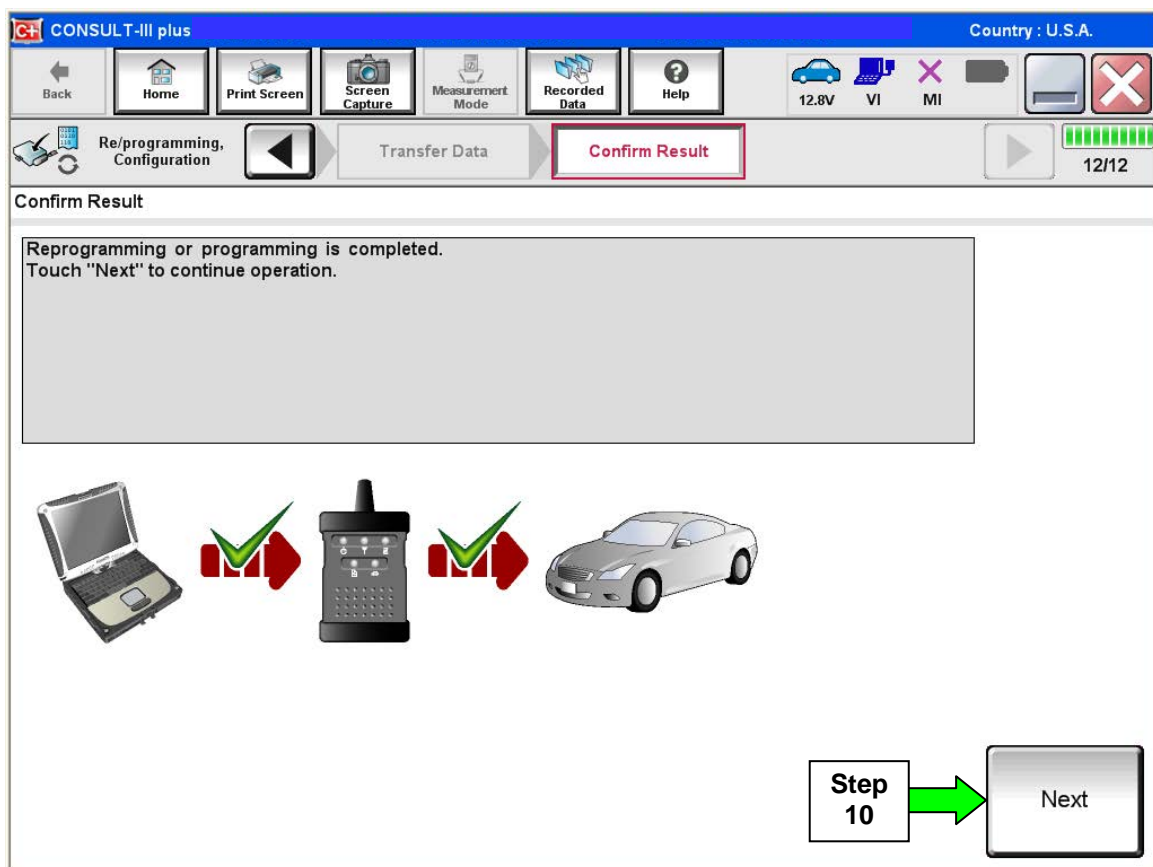 C+ CONSULT-III plus Country : U.S.A.
Back Home Print Screen Screen Capture Measurement Mode Recorded Data Help 12.8V VI MI
Re/programming, Configuration Transfer Data Confirm Result 12/12
Confirm Result
Reprogramming or programming is completed.
Touch "Next" to continue operation.
Step
10
Next